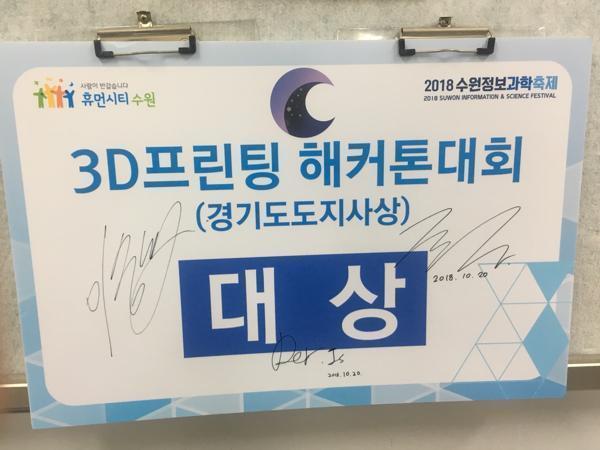 사람이 반갑습니다
휴먼시티 수원
2018 수원정보과학축제
2018 SUWON INFORMATION & SCIENCE FESTIVAL
3D프린팅 해커톤대회
(경기도도지사상)
대 상
2018.10.20
2018.10.20.